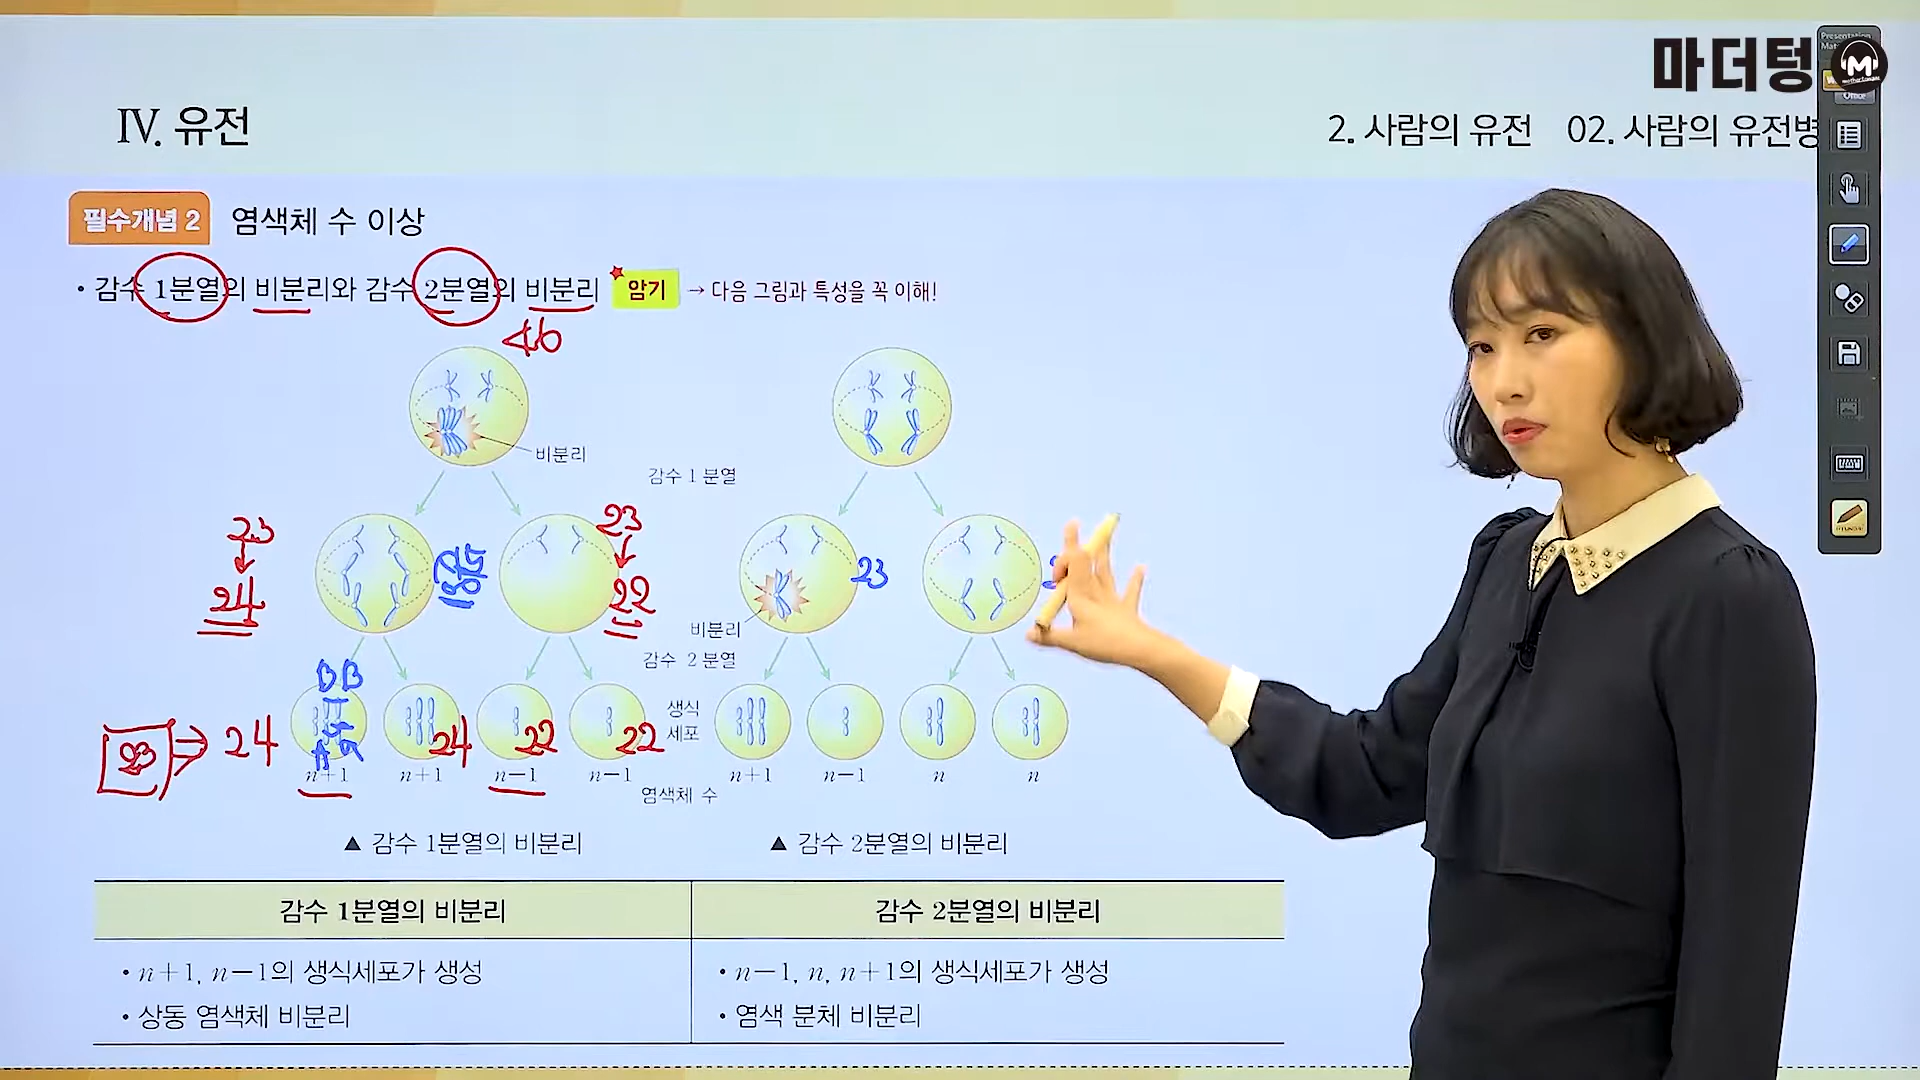 마더텅
M
Presentation
IV. 유전
2. 사람의 유전 02. 사람의 유전병
필수개념 2 염색체 수 이상
• 감수 1분열의 비분리와 감수 2분열의 비분리 암기 → 다음 그림과 특성을 꼭 이해!
46
비분리
감수 1 분열
23
24
23
22
23
비분리
감수 2 분열
BB
생식
세포
23 ⇒ 24
24
22
22
n+1
n+1
n−1
n−1
n+1
n−1
n
n
염색체 수
▲ 감수 1분열의 비분리
▲ 감수 2분열의 비분리
감수 1분열의 비분리
감수 2분열의 비분리
• n+1, n−1의 생식세포가 생성
• n−1, n, n+1의 생식세포가 생성
• 상동 염색체 비분리
• 염색 분체 비분리